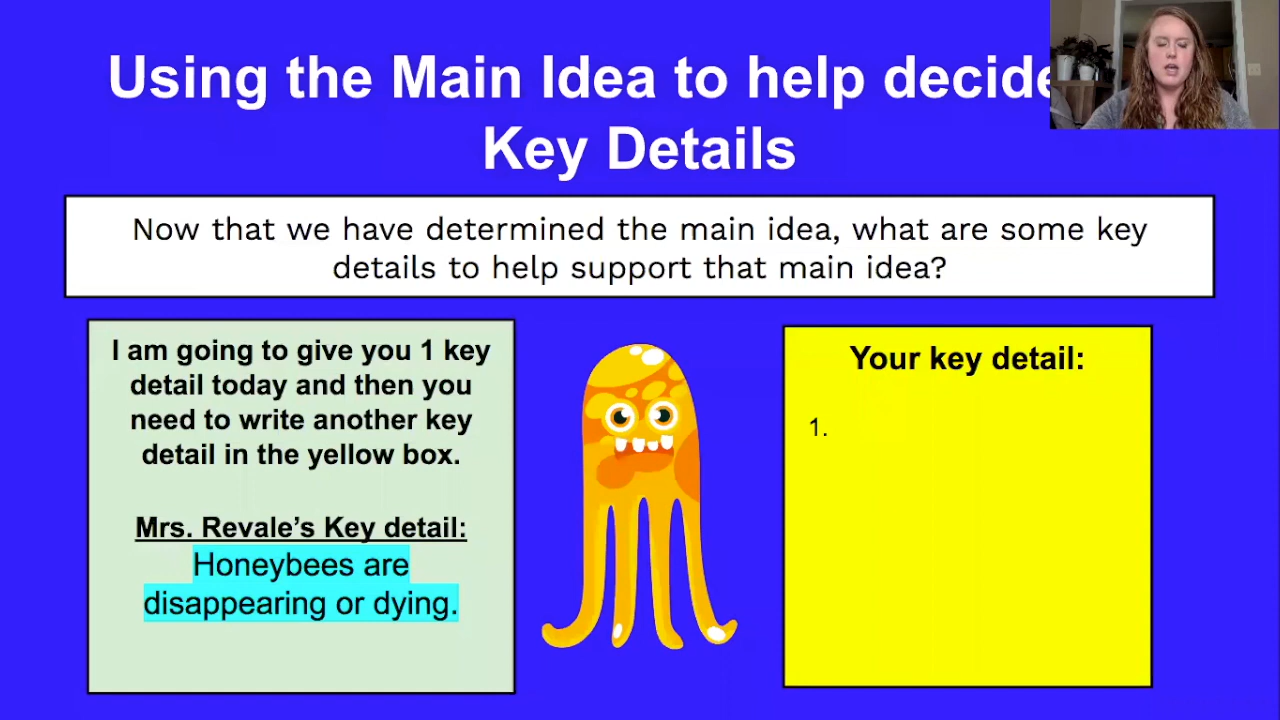 Using the Main Idea to help decide
Key Details
Now that we have determined the main idea, what are some key
details to help support that main idea?
I am going to give you 1 key
detail today and then you
need to write another key
detail in the yellow box.
Mrs. Revale’s Key detail:
Honeybees are
disappearing or dying.
Your key detail:
1.